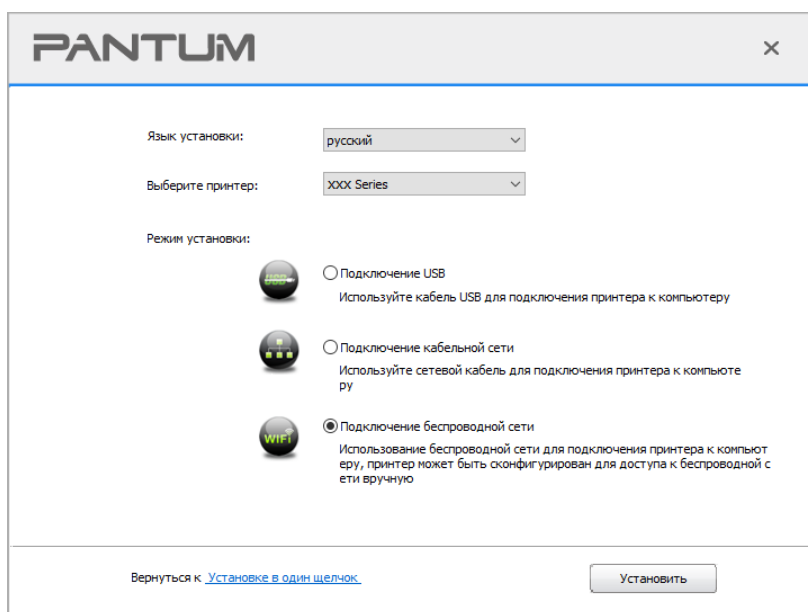 PANTUM
Язык установки:
русский
Выберите принтер:
XXX Series
Режим установки:
USB
Подключение USB
Используйте кабель USB для подключения принтера к компьютеру
Подключение кабельной сети
Используйте сетевой кабель для подключения принтера к компьюте
ру
WiFi
Подключение беспроводной сети
Использование беспроводной сети для подключения принтера к компьют
еру, принтер может быть сконфигурирован для доступа к беспроводной с
ети вручную
Вернуться к Установке в один щелчок
Установить